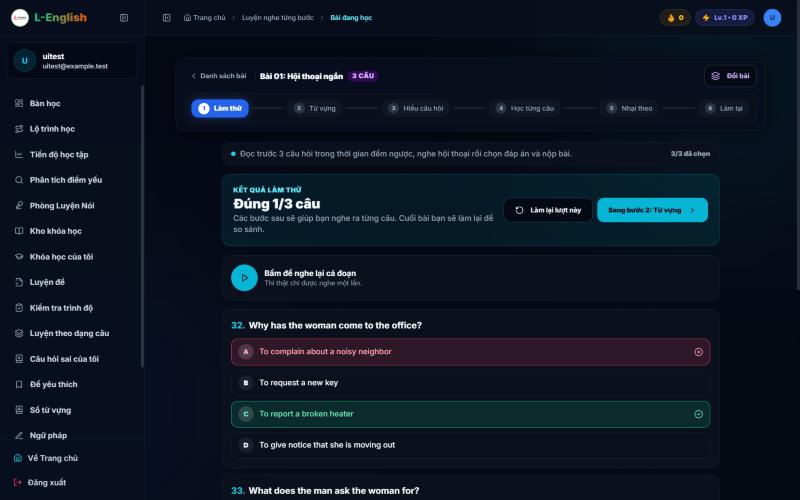 L-English
Trang chủ > Luyện nghe từng bước > Bài đang học
0
Lv.1 • 0 XP
U
U
uitest
uitest@example.test
Bàn học
Lộ trình học
Tiến độ học tập
Phân tích điểm yếu
Phòng Luyện Nói
Kho khóa học
Khóa học của tôi
Luyện đề
Kiểm tra trình độ
Luyện theo dạng câu
Câu hỏi sai của tôi
Đề yêu thích
Sổ từ vựng
Ngữ pháp
Về Trang chủ
Đăng xuất
Danh sách bài
Bài 01: Hội thoại ngắn
3 CÂU
Đổi bài
1 Làm thử
2 Từ vựng
3 Hiểu câu hỏi
4 Học từng câu
5 Nhại theo
6 Làm lại
Đọc trước 3 câu hỏi trong thời gian đếm ngược, nghe hội thoại rồi chọn đáp án và nộp bài.
3/3 đã chọn
KẾT QUẢ LÀM THỬ
Đúng 1/3 câu
Các bước sau sẽ giúp bạn nghe ra từng câu. Cuối bài bạn sẽ làm lại để
so sánh.
Làm lại lượt này
Sang bước 2: Từ vựng
Bấm để nghe lại cả đoạn
Thi thật chỉ được nghe một lần.
32. Why has the woman come to the office?
A To complain about a noisy neighbor
B To request a new key
C To report a broken heater
D To give notice that she is moving out
33. What does the man ask the woman for?